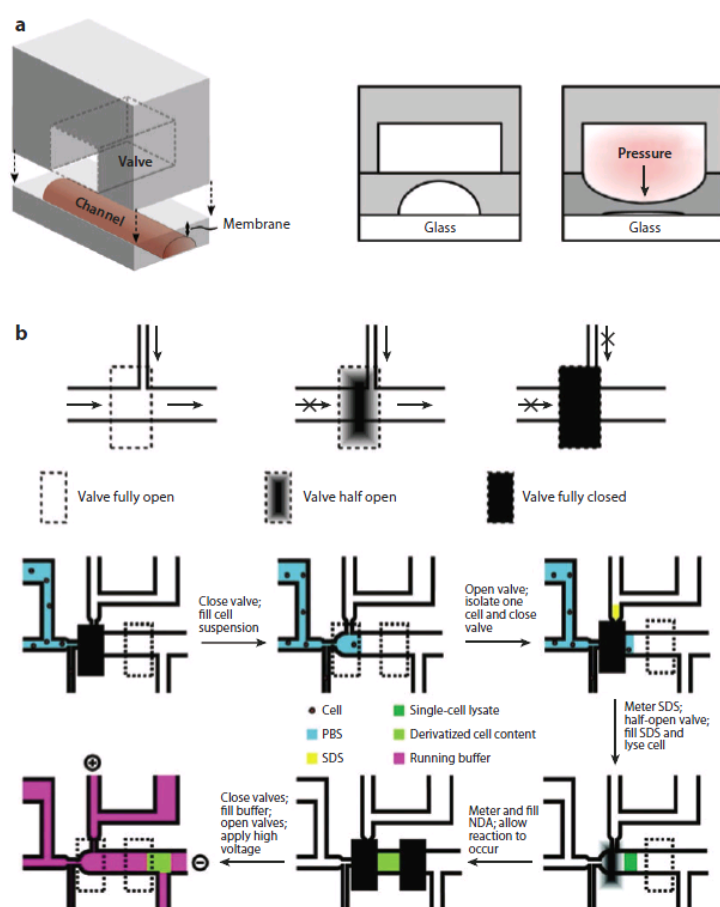 a
Valve
Channel
Membrane
Glass
Pressure
Glass
b
Valve fully open
Valve half open
Valve fully closed
Close valve;
fill cell
suspension
Open valve;
isolate one
cell and close
valve
Cell
PBS
SDS
Single-cell lysate
Derivatized cell content
Running buffer
Meter SDS;
half-open valve;
fill SDS and
lyse cell
Meter and fill
NDA; allow
reaction to
occur
Close valves;
fill buffer;
open valves;
apply high
voltage
+
−